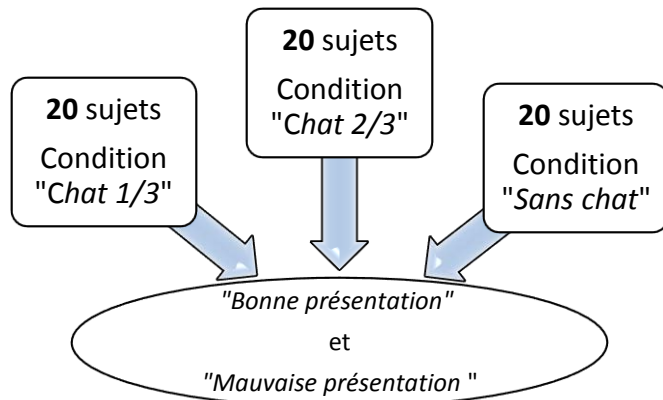 20 sujets
Condition
"Chat 1/3"
20 sujets
Condition
"Chat 2/3"
20 sujets
Condition
"Sans chat"
"Bonne présentation"
et
"Mauvaise présentation "